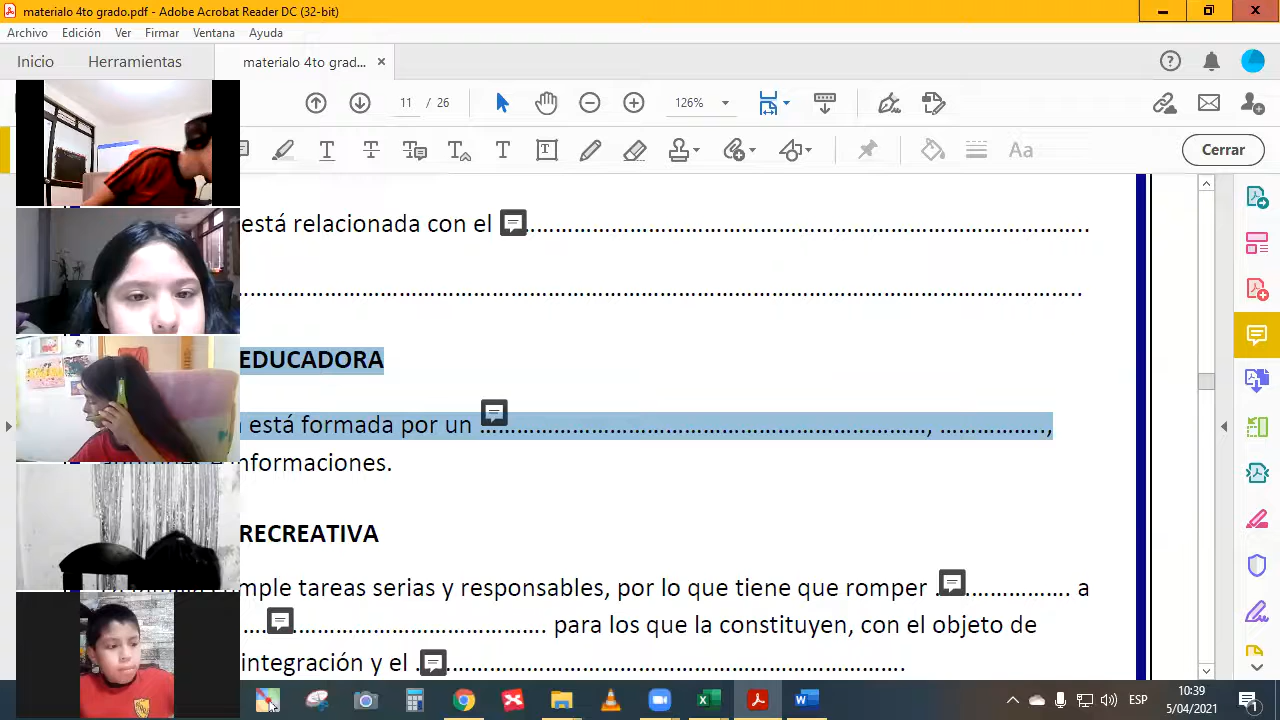 materialo 4to grado.pdf - Adobe Acrobat Reader DC (32-bit)
Archivo Edición Ver Firmar Ventana Ayuda
Inicio Herramientas materialo 4to grad... ×
11 / 26 126%
Aa Cerrar
está relacionada con el ..........................................................................................
..........................................................................................
EDUCADORA
está formada por un ……………………………………………………………………, ……………..,
informaciones.
RECREATIVA
tareas serias y responsables, por lo que tiene que romper ................... a
.................................................. para los que la constituyen, con el objeto de
integración y el ..........................................................................
ESP
10:39
5/04/2021
1